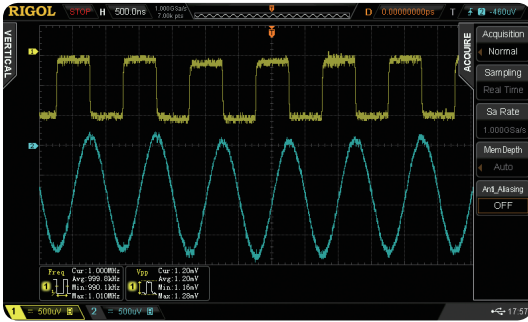 RIGOL STOP H 500.0ns 1.000GSa/s 7.00k pts D 0.00000000ps T 2 -460uV
VERTICAL
ACQUIRE
Acquisition
Normal
Sampling
Real Time
Sa Rate
1.000GSa/s
Mem Depth
Auto
Anti_Aliasing
OFF
1
2
Freq Cur:1.000MHz
Avg:999.8kHz
Min:990.1kHz
Max:1.010MHz
Vpp Cur:1.20mV
Avg:1.20mV
Min:1.16mV
Max:1.28mV
1 = 500uV 2 = 500uV 17:57